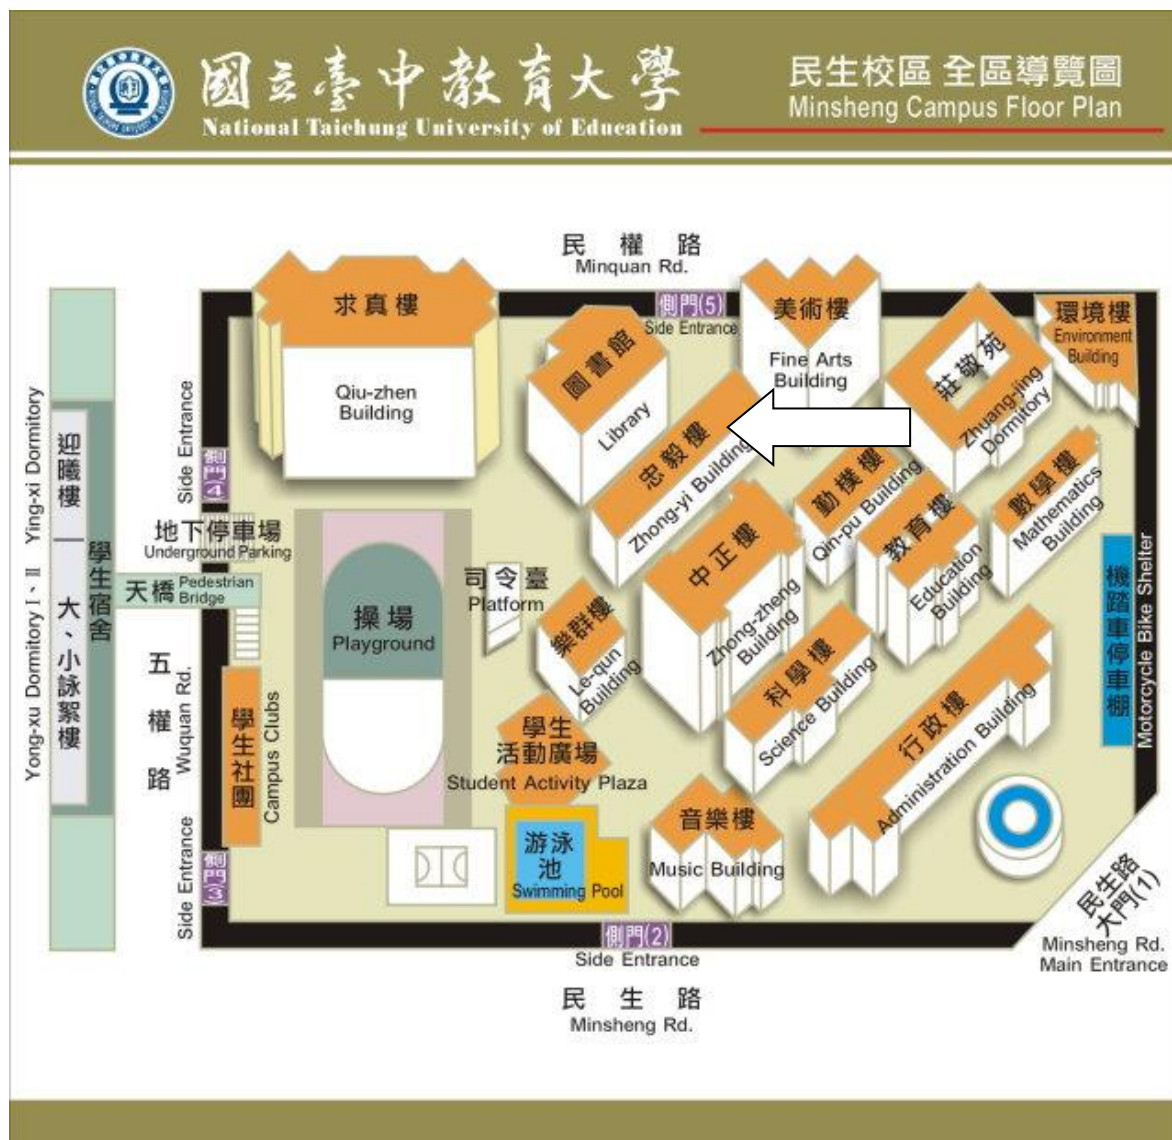 國立臺中教育大學
National Taichung University of Education
民生校區 全區導覽圖
Minsheng Campus Floor Plan
民權路
Minquan Rd.
側門(5)
Side Entrance
求真樓
Qiu-zhen
Building
圖書館
Library
美術樓
Fine Arts
Building
莊敬苑
Zhuang-jing
Dormitory
環境樓
Environment
Building
忠毅樓
Zhong-yi Building
勤樸樓
Qin-pu Building
教育樓
Education
Building
數學樓
Mathematics
Building
中正樓
Zhong-zheng
Building
Side Entrance
側門(4)
地下停車場
Underground Parking
天橋
Pedestrian
Bridge
迎曦樓
Ying-xi Dormitory
學生宿舍
大、小詠絮樓
Yong-xu Dormitory I、II
五權路
Wuquan Rd.
操場
Playground
司令臺
Platform
樂群樓
Le-qun
Building
科學樓
Science Building
行政樓
Administration Building
機踏車停車棚
Motorcycle Bike Shelter
學生社團
Campus Clubs
學生
活動廣場
Student Activity Plaza
音樂樓
Music Building
游泳
池
Swimming Pool
Side Entrance
側門(3)
側門(2)
Side Entrance
民生路
Minsheng Rd.
民生路
大門(1)
Minsheng Rd.
Main Entrance